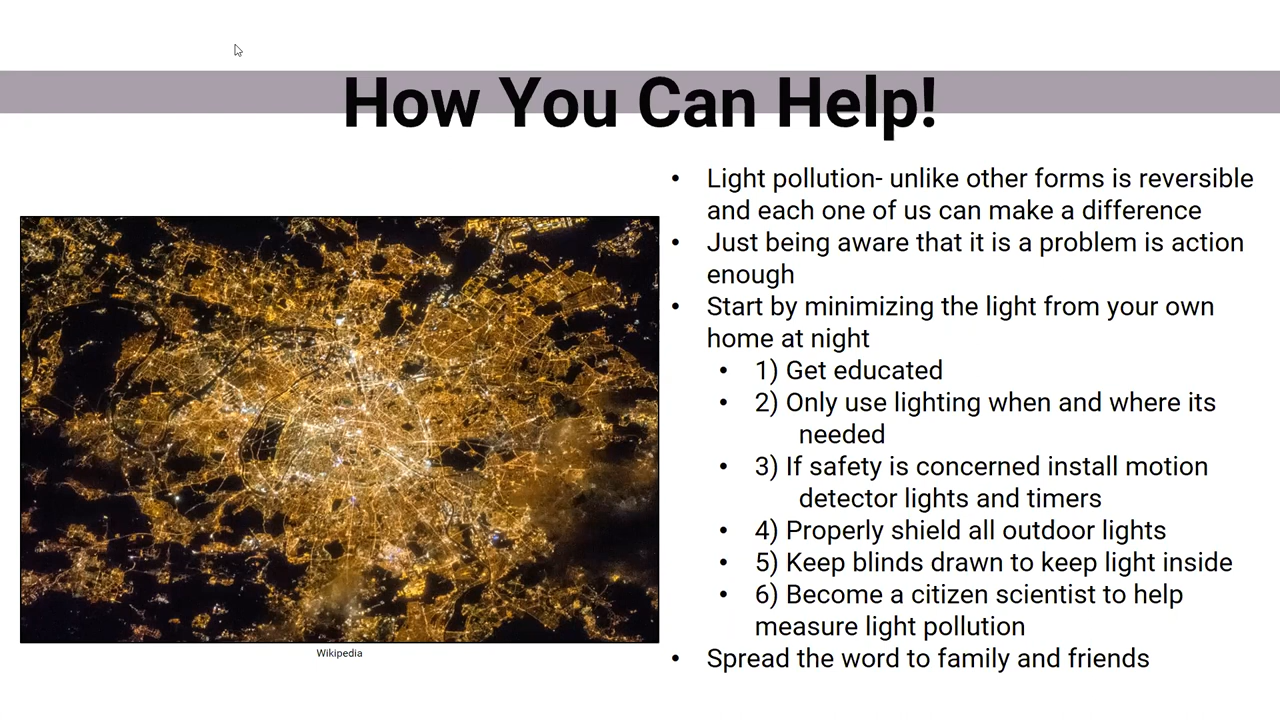 How You Can Help!
• Light pollution- unlike other forms is reversible
and each one of us can make a difference
• Just being aware that it is a problem is action
enough
• Start by minimizing the light from your own
home at night
• 1) Get educated
• 2) Only use lighting when and where its
needed
• 3) If safety is concerned install motion
detector lights and timers
• 4) Properly shield all outdoor lights
• 5) Keep blinds drawn to keep light inside
• 6) Become a citizen scientist to help
measure light pollution
• Spread the word to family and friends
Wikipedia